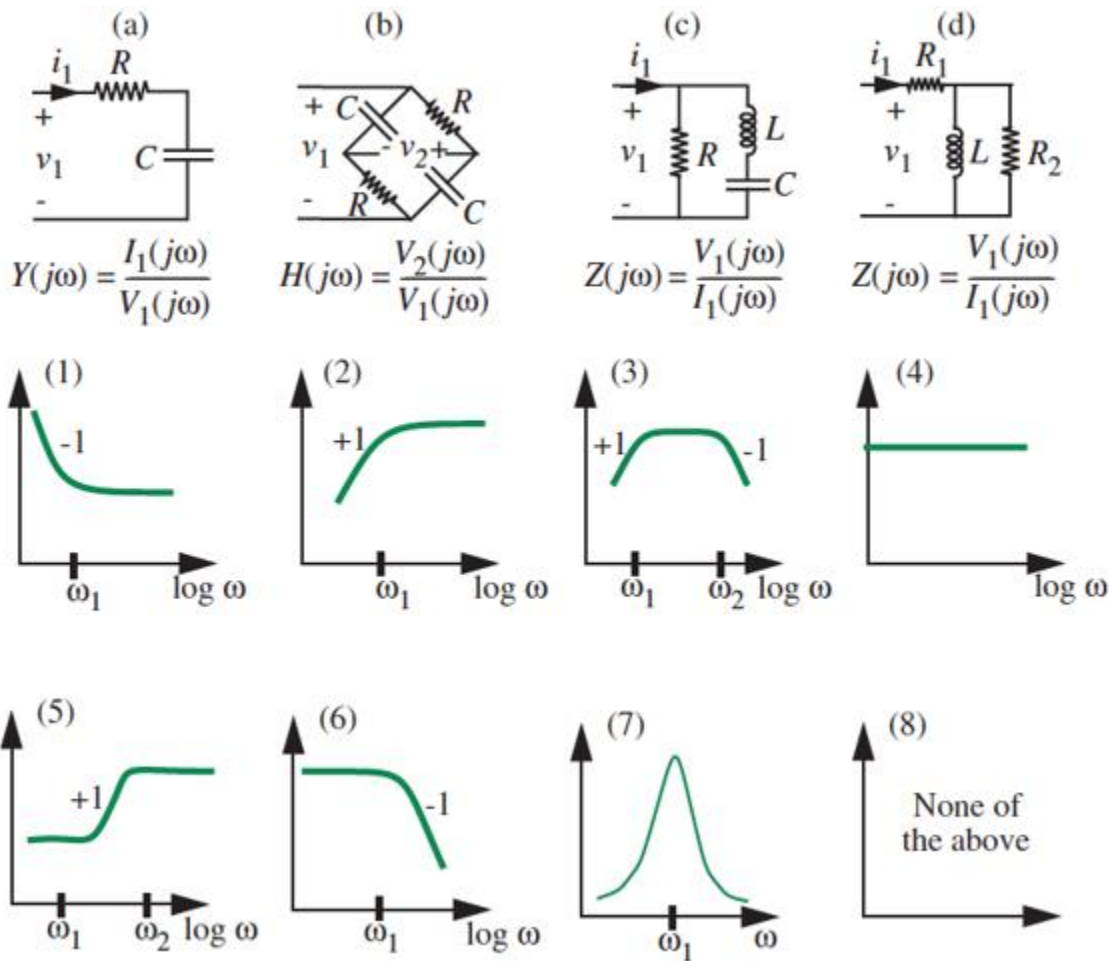 (a) (b) (c) (d)
i₁ R
+
v₁ C
-
+ C R
v₁ - v₂ +
- R C
i₁
+ L
v₁ R
- C
i₁ R₁
+
v₁ L R₂
-
Y(jω) = I₁(jω) / V₁(jω)
H(jω) = V₂(jω) / V₁(jω)
Z(jω) = V₁(jω) / I₁(jω)
Z(jω) = V₁(jω) / I₁(jω)
(1)
-1
ω₁ log ω
(2)
+1
ω₁ log ω
(3)
+1 -1
ω₁ ω₂ log ω
(4)
log ω
(5)
+1
ω₁ ω₂ log ω
(6)
-1
ω₁ log ω
(7)
ω₁ ω
(8)
None of
the above